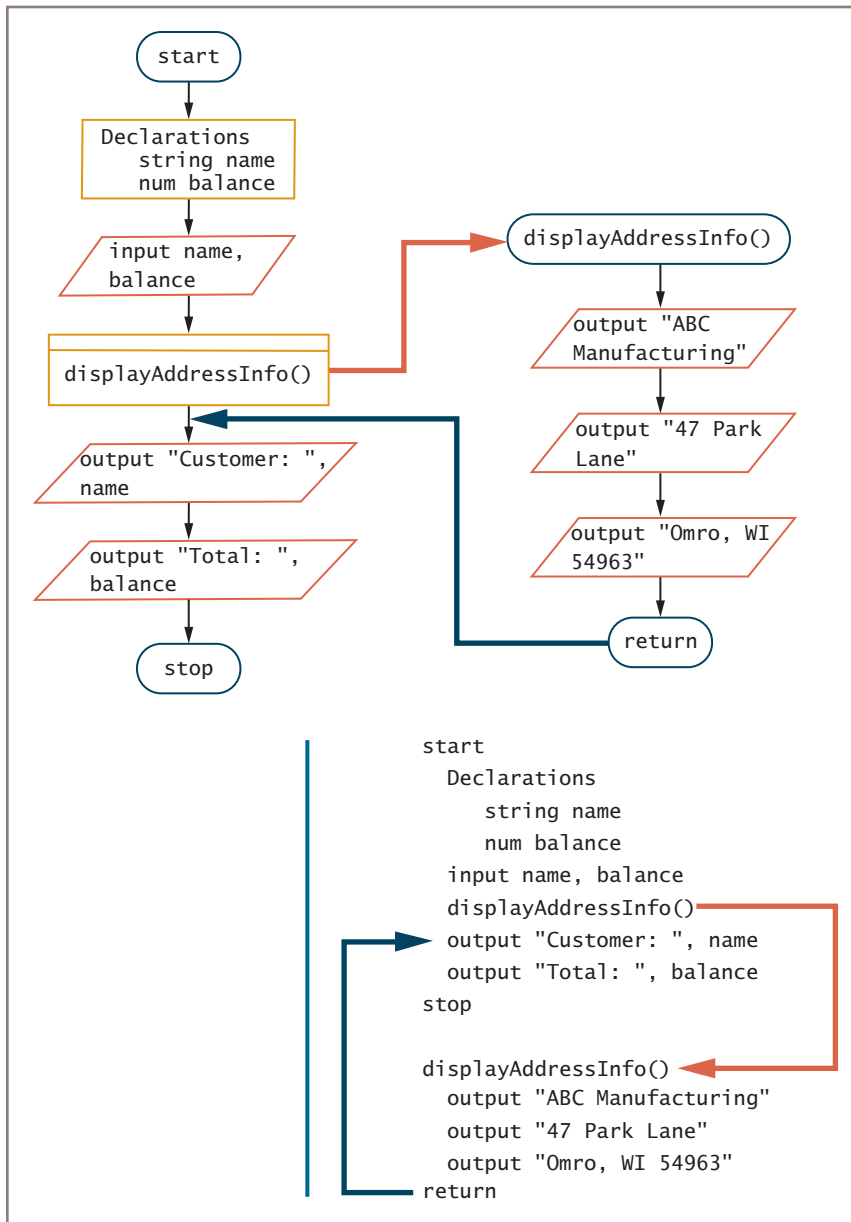 start
Declarations
string name
num balance
input name,
balance
displayAddressInfo()
output "Customer: ",
name
output "Total: ",
balance
stop
displayAddressInfo()
output "ABC
Manufacturing"
output "47 Park
Lane"
output "Omro, WI
54963"
return
start
Declarations
string name
num balance
input name, balance
displayAddressInfo()
output "Customer: ", name
output "Total: ", balance
stop
displayAddressInfo()
output "ABC Manufacturing"
output "47 Park Lane"
output "Omro, WI 54963"
return